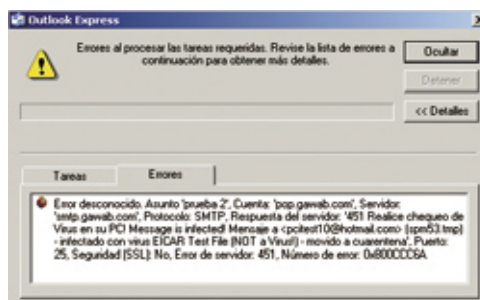 Outlook Express
Errores al procesar las tareas requeridas. Revise la lista de errores a
continuación para obtener más detalles.
Ocultar
Detener
<< Detalles
Tareas
Errores
Error desconocido. Asunto 'prueba 2', Cuenta: 'pop.gawab.com', Servidor:
'smtp.gawab.com', Protocolo: SMTP, Respuesta del servidor: '451 Realice chequeo de
Virus en su PC! Message is infected! Mensaje a <pcitest10@hotmail.com> (spm53.tmp)
- infectado con virus EICAR Test File (NOT a Virus!) - movido a cuarentena', Puerto:
25, Seguridad (SSL): No, Error de servidor: 451, Número de error: 0x800CCC6A